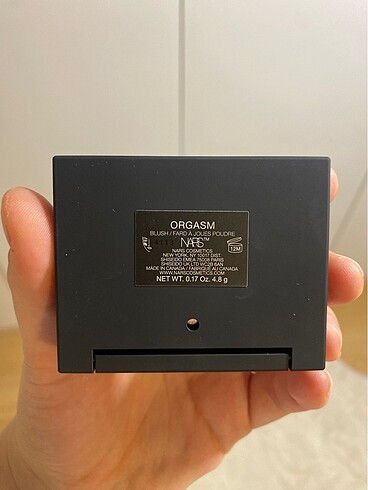 ORGASM
BLUSH / FARD À JOUES POUDRE
NARS™
NARS COSMETICS
NEW YORK, NY 10017 DIST.
SHISEIDO EMEA 75008 PARIS
SHISEIDO UK LTD WC2B 6AN
MADE IN CANADA / FABRIQUÉ AU CANADA
WWW.NARSCOSMETICS.COM
NET WT. 0.17 Oz. 4.8 g
12M